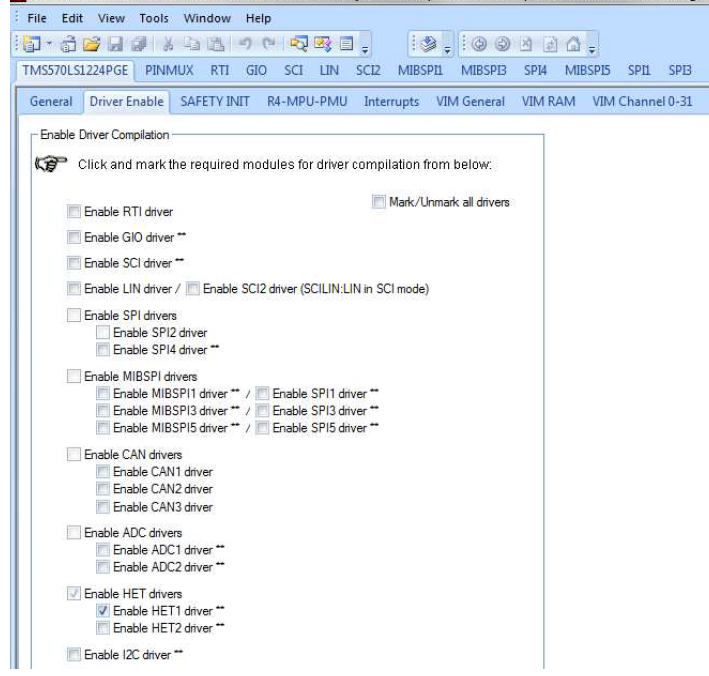 File Edit View Tools Window Help
TMS570LS1224PGE PINMUX RTI GIO SCI LIN SCI2 MIBSPI1 MIBSPI3 SPI4 MIBSPI5 SPI1 SPI3
General Driver Enable SAFETY INIT R4-MPU-PMU Interrupts VIM General VIM RAM VIM Channel 0-31
Enable Driver Compilation
Click and mark the required modules for driver compilation from below:
Mark/Unmark all drivers
Enable RTI driver
Enable GIO driver **
Enable SCI driver **
Enable LIN driver / Enable SCI2 driver (SCILIN:LIN in SCI mode)
Enable SPI drivers
Enable SPI2 driver
Enable SPI4 driver **
Enable MIBSPI drivers
Enable MIBSPI1 driver ** / Enable SPI1 driver **
Enable MIBSPI3 driver ** / Enable SPI3 driver **
Enable MIBSPI5 driver ** / Enable SPI5 driver **
Enable CAN drivers
Enable CAN1 driver
Enable CAN2 driver
Enable CAN3 driver
Enable ADC drivers
Enable ADC1 driver **
Enable ADC2 driver **
Enable HET drivers
Enable HET1 driver **
Enable HET2 driver **
Enable I2C driver **